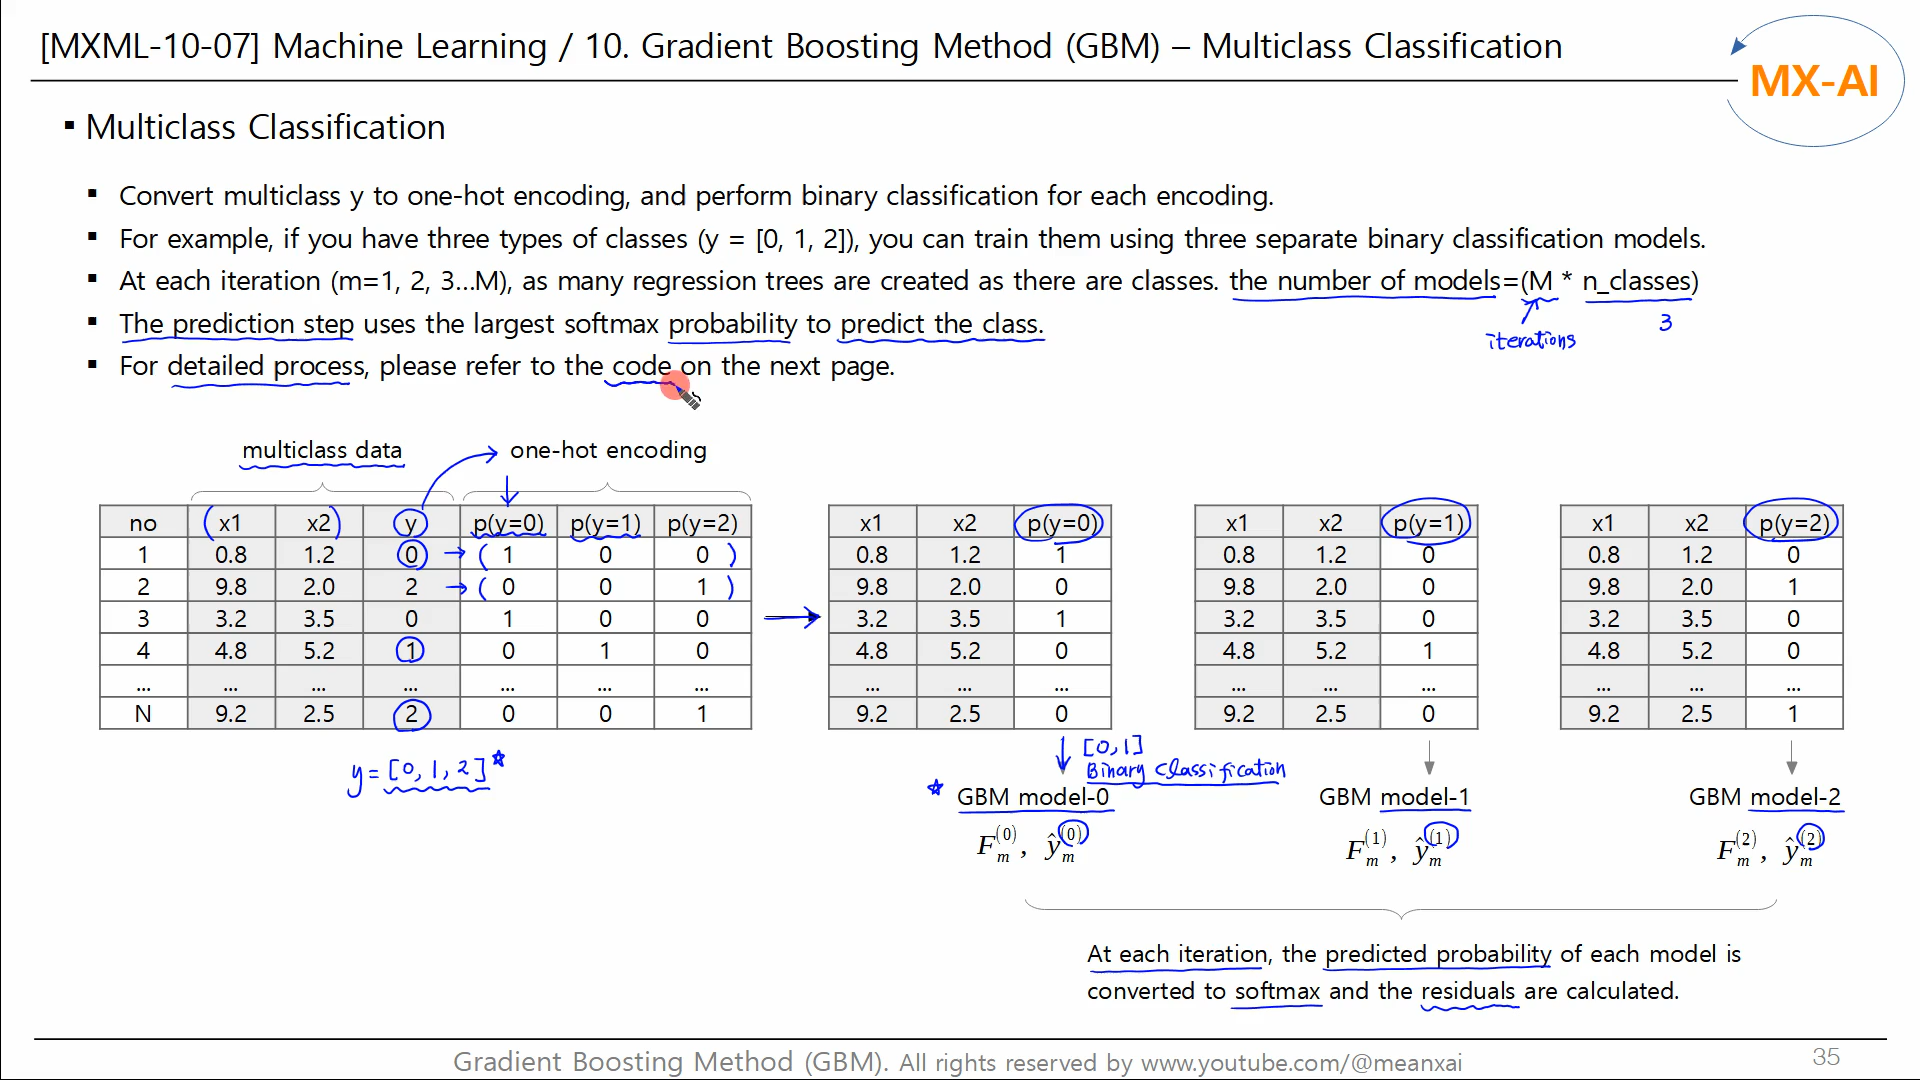 [MXML-10-07] Machine Learning / 10. Gradient Boosting Method (GBM) – Multiclass Classification
MX-AI
▪ Multiclass Classification
▪ Convert multiclass y to one-hot encoding, and perform binary classification for each encoding.
▪ For example, if you have three types of classes (y = [0, 1, 2]), you can train them using three separate binary classification models.
▪ At each iteration (m=1, 2, 3…M), as many regression trees are created as there are classes. the number of models=(M * n_classes)
iterations 3
▪ The prediction step uses the largest softmax probability to predict the class.
▪ For detailed process, please refer to the code on the next page.
multiclass data one-hot encoding
no x1 x2 y p(y=0) p(y=1) p(y=2)
1 0.8 1.2 0 → ( 1 0 0 )
2 9.8 2.0 2 → ( 0 0 1 )
3 3.2 3.5 0 1 0 0
4 4.8 5.2 1 0 1 0
... ... ... ... ... ... ...
N 9.2 2.5 2 0 0 1
y = [0, 1, 2] ☆
x1 x2 p(y=0)
0.8 1.2 1
9.8 2.0 0
3.2 3.5 1
4.8 5.2 0
... ... ...
9.2 2.5 0
[0, 1]
Binary classification
☆ GBM model-0
F_m^(0), ŷ_m^(0)
x1 x2 p(y=1)
0.8 1.2 0
9.8 2.0 0
3.2 3.5 0
4.8 5.2 1
... ... ...
9.2 2.5 0
GBM model-1
F_m^(1), ŷ_m^(1)
x1 x2 p(y=2)
0.8 1.2 0
9.8 2.0 1
3.2 3.5 0
4.8 5.2 0
... ... ...
9.2 2.5 1
GBM model-2
F_m^(2), ŷ_m^(2)
At each iteration, the predicted probability of each model is
converted to softmax and the residuals are calculated.
Gradient Boosting Method (GBM). All rights reserved by www.youtube.com/@meanxai
35